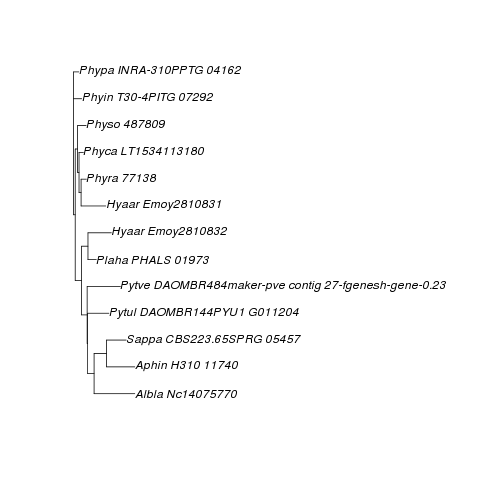 Phypa INRA-310PPTG 04162
Phyin T30-4PITG 07292
Physo 487809
Phyca LT1534113180
Phyra 77138
Hyaar Emoy2810831
Hyaar Emoy2810832
Plaha PHALS 01973
Pytve DAOMBR484maker-pve contig 27-fgenesh-gene-0.23
Pytul DAOMBR144PYU1 G011204
Sappa CBS223.65SPRG 05457
Aphin H310 11740
Albla Nc14075770